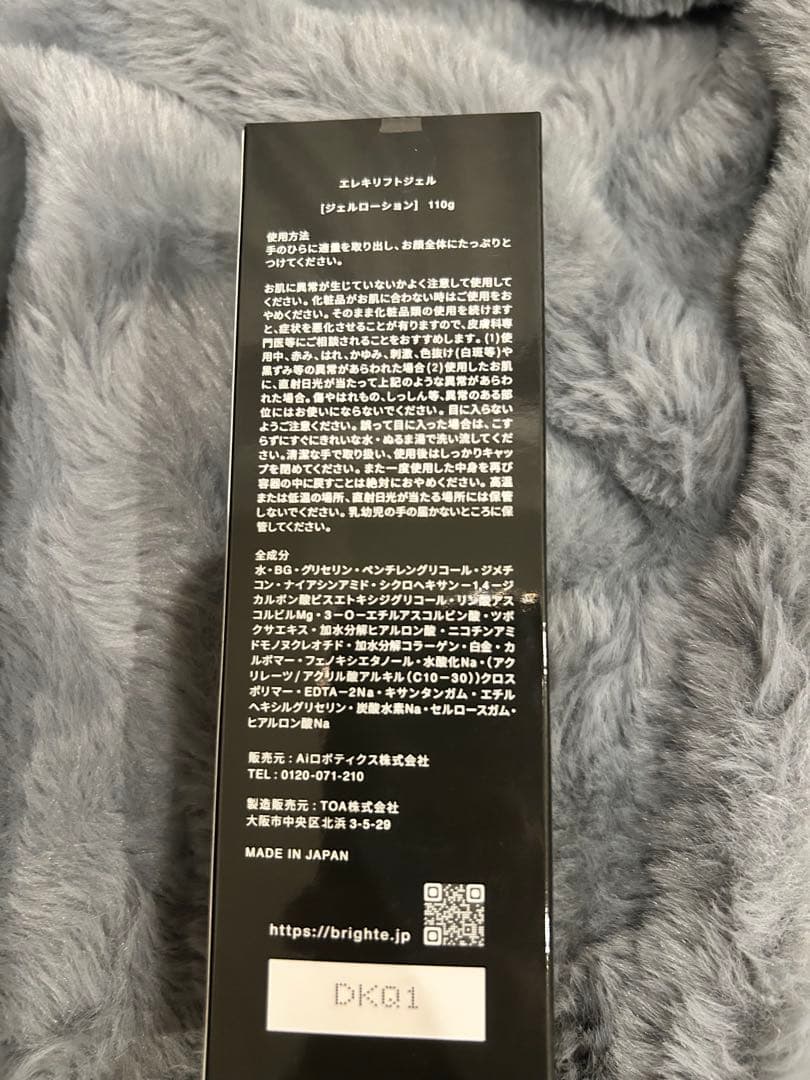 エレキリフトジェル
[ジェルローション] 110g
使用方法
手のひらに適量を取り出し、お顔全体にたっぷりと
つけてください。
お肌に異常が生じていないかよく注意して使用して
ください。化粧品がお肌に合わない時はご使用をお
やめください。そのまま化粧品類の使用を続けます
と、症状を悪化させることが有りますので、皮膚科専
門医等にご相談されることをおすすめします。(1)使
用中、赤み、はれ、かゆみ、刺激、色抜け(白斑等)や
黒ずみ等の異常があらわれた場合(2)使用したお肌
に、直射日光が当たって上記のような異常があらわ
れた場合。傷やはれもの、しっしん等、異常のある部
位にはお使いにならないでください。目に入らない
ようご注意ください。誤って目に入った場合は、こす
らずにすぐにきれいな水・ぬるま湯で洗い流してくだ
さい。清潔な手で取り扱い、使用後はしっかりキャッ
プを閉めてください。また一度使用した中身を再び
容器の中に戻すことは絶対におやめください。高温
または低温の場所、直射日光が当たる場所には保管
しないでください。乳幼児の手の届かないところに保
管してください。
全成分
水・BG・グリセリン・ペンチレングリコール・ジメチ
コン・ナイアシンアミド・シクロヘキサン-1,4-ジ
カルボン酸ビスエトキシジグリコール・リン酸アス
コルビルMg・3-O-エチルアスコルビン酸・ツボ
クサエキス・加水分解ヒアルロン酸・ニコチンアミ
ドモノヌクレオチド・加水分解コラーゲン・白金・カ
ルボマー・フェノキシエタノール・水酸化Na・(アク
リレーツ/アクリル酸アルキル(C10-30))クロス
ポリマー・EDTA-2Na・キサンタンガム・エチル
ヘキシルグリセリン・炭酸水素Na・セルロースガム・
ヒアルロン酸Na
販売元:Aiロボティクス株式会社
TEL:0120-071-210
製造販売元:TOA株式会社
大阪市中央区北浜3-5-29
MADE IN JAPAN
https://brighte.jp
DKQ1